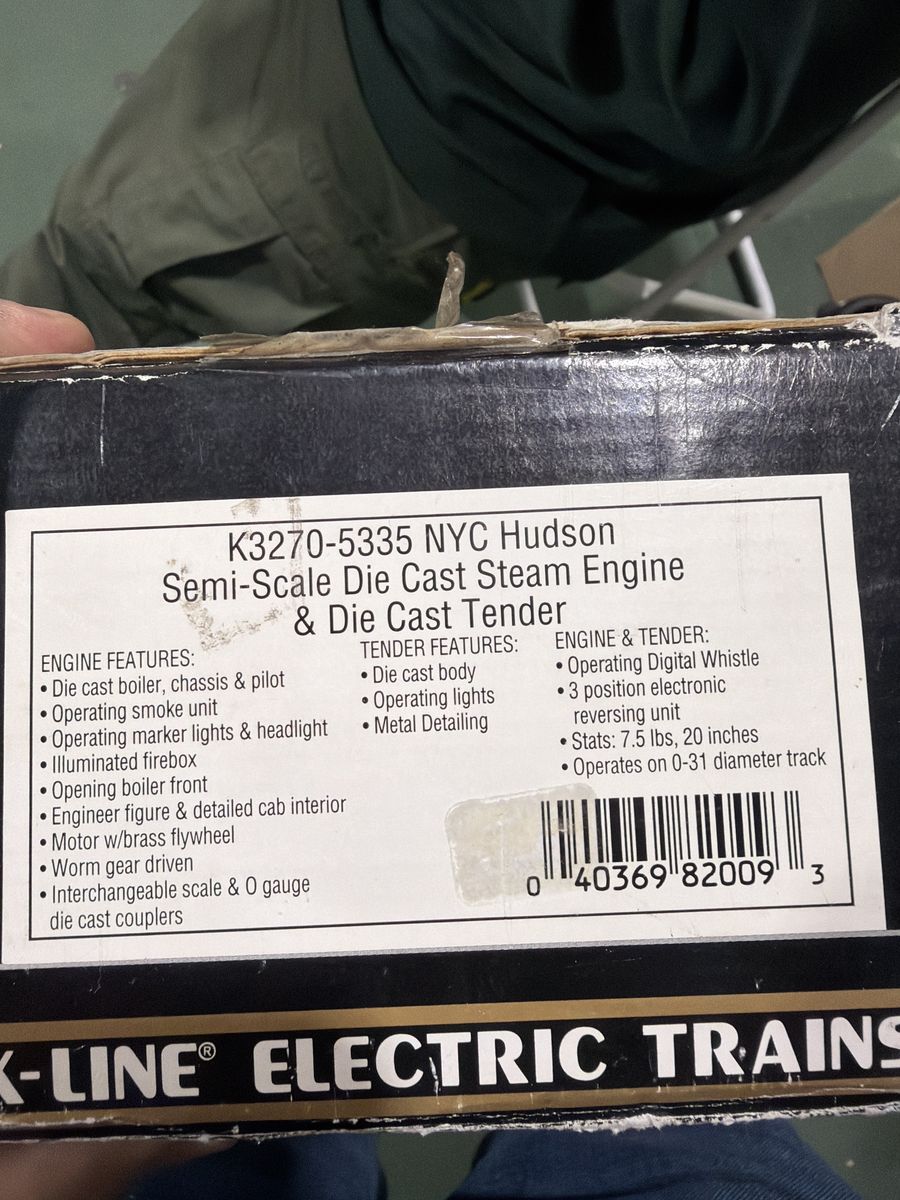 K3270-5335 NYC Hudson
Semi-Scale Die Cast Steam Engine
& Die Cast Tender
ENGINE FEATURES:
• Die cast boiler, chassis & pilot
• Operating smoke unit
• Operating marker lights & headlight
• Illuminated firebox
• Opening boiler front
• Engineer figure & detailed cab interior
• Motor w/brass flywheel
• Worm gear driven
• Interchangeable scale & O gauge
die cast couplers
TENDER FEATURES:
• Die cast body
• Operating lights
• Metal Detailing
ENGINE & TENDER:
• Operating Digital Whistle
• 3 position electronic
reversing unit
• Stats: 7.5 lbs, 20 inches
• Operates on 0-31 diameter track
0 40369 82009 3
K-LINE® ELECTRIC TRAINS